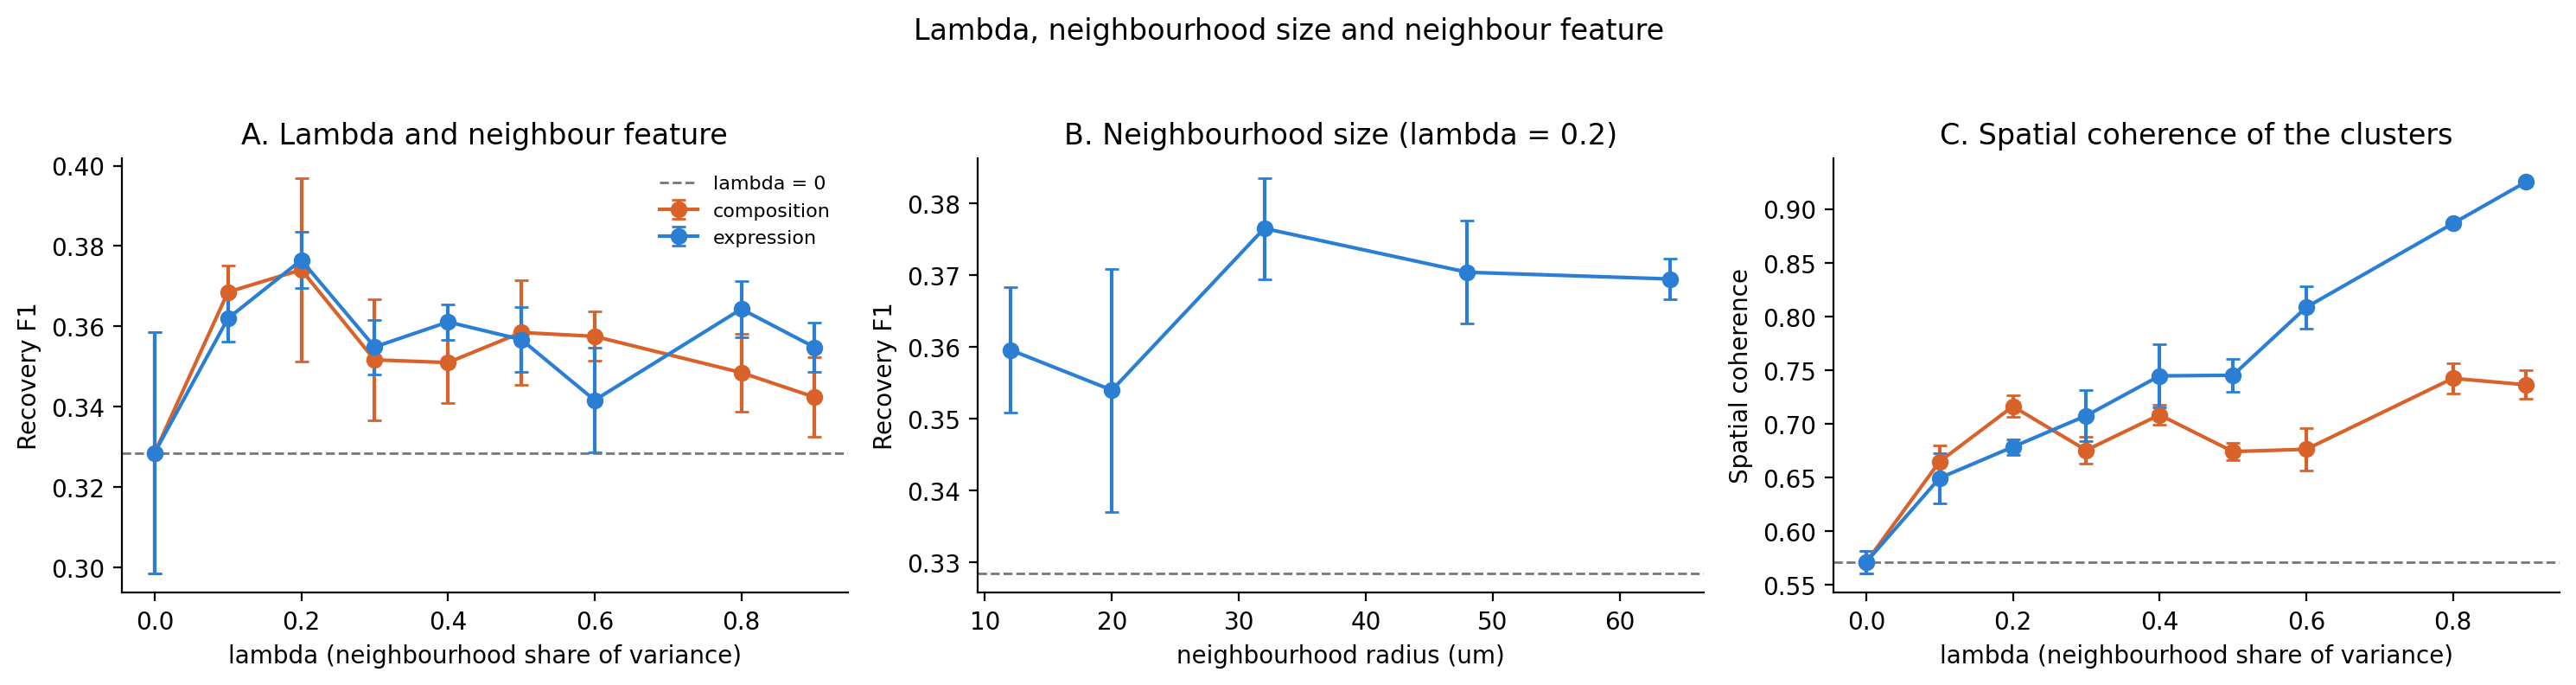 Lambda, neighbourhood size and neighbour feature
A. Lambda and neighbour feature
0.40
0.38
0.36
0.34
0.32
0.30
Recovery F1
lambda = 0
composition
expression
0.0
0.2
0.4
0.6
0.8
lambda (neighbourhood share of variance)
B. Neighbourhood size (lambda = 0.2)
0.38
0.37
0.36
0.35
0.34
0.33
Recovery F1
10
20
30
40
50
60
neighbourhood radius (um)
C. Spatial coherence of the clusters
0.90
0.85
0.80
0.75
0.70
0.65
0.60
0.55
Spatial coherence
0.0
0.2
0.4
0.6
0.8
lambda (neighbourhood share of variance)